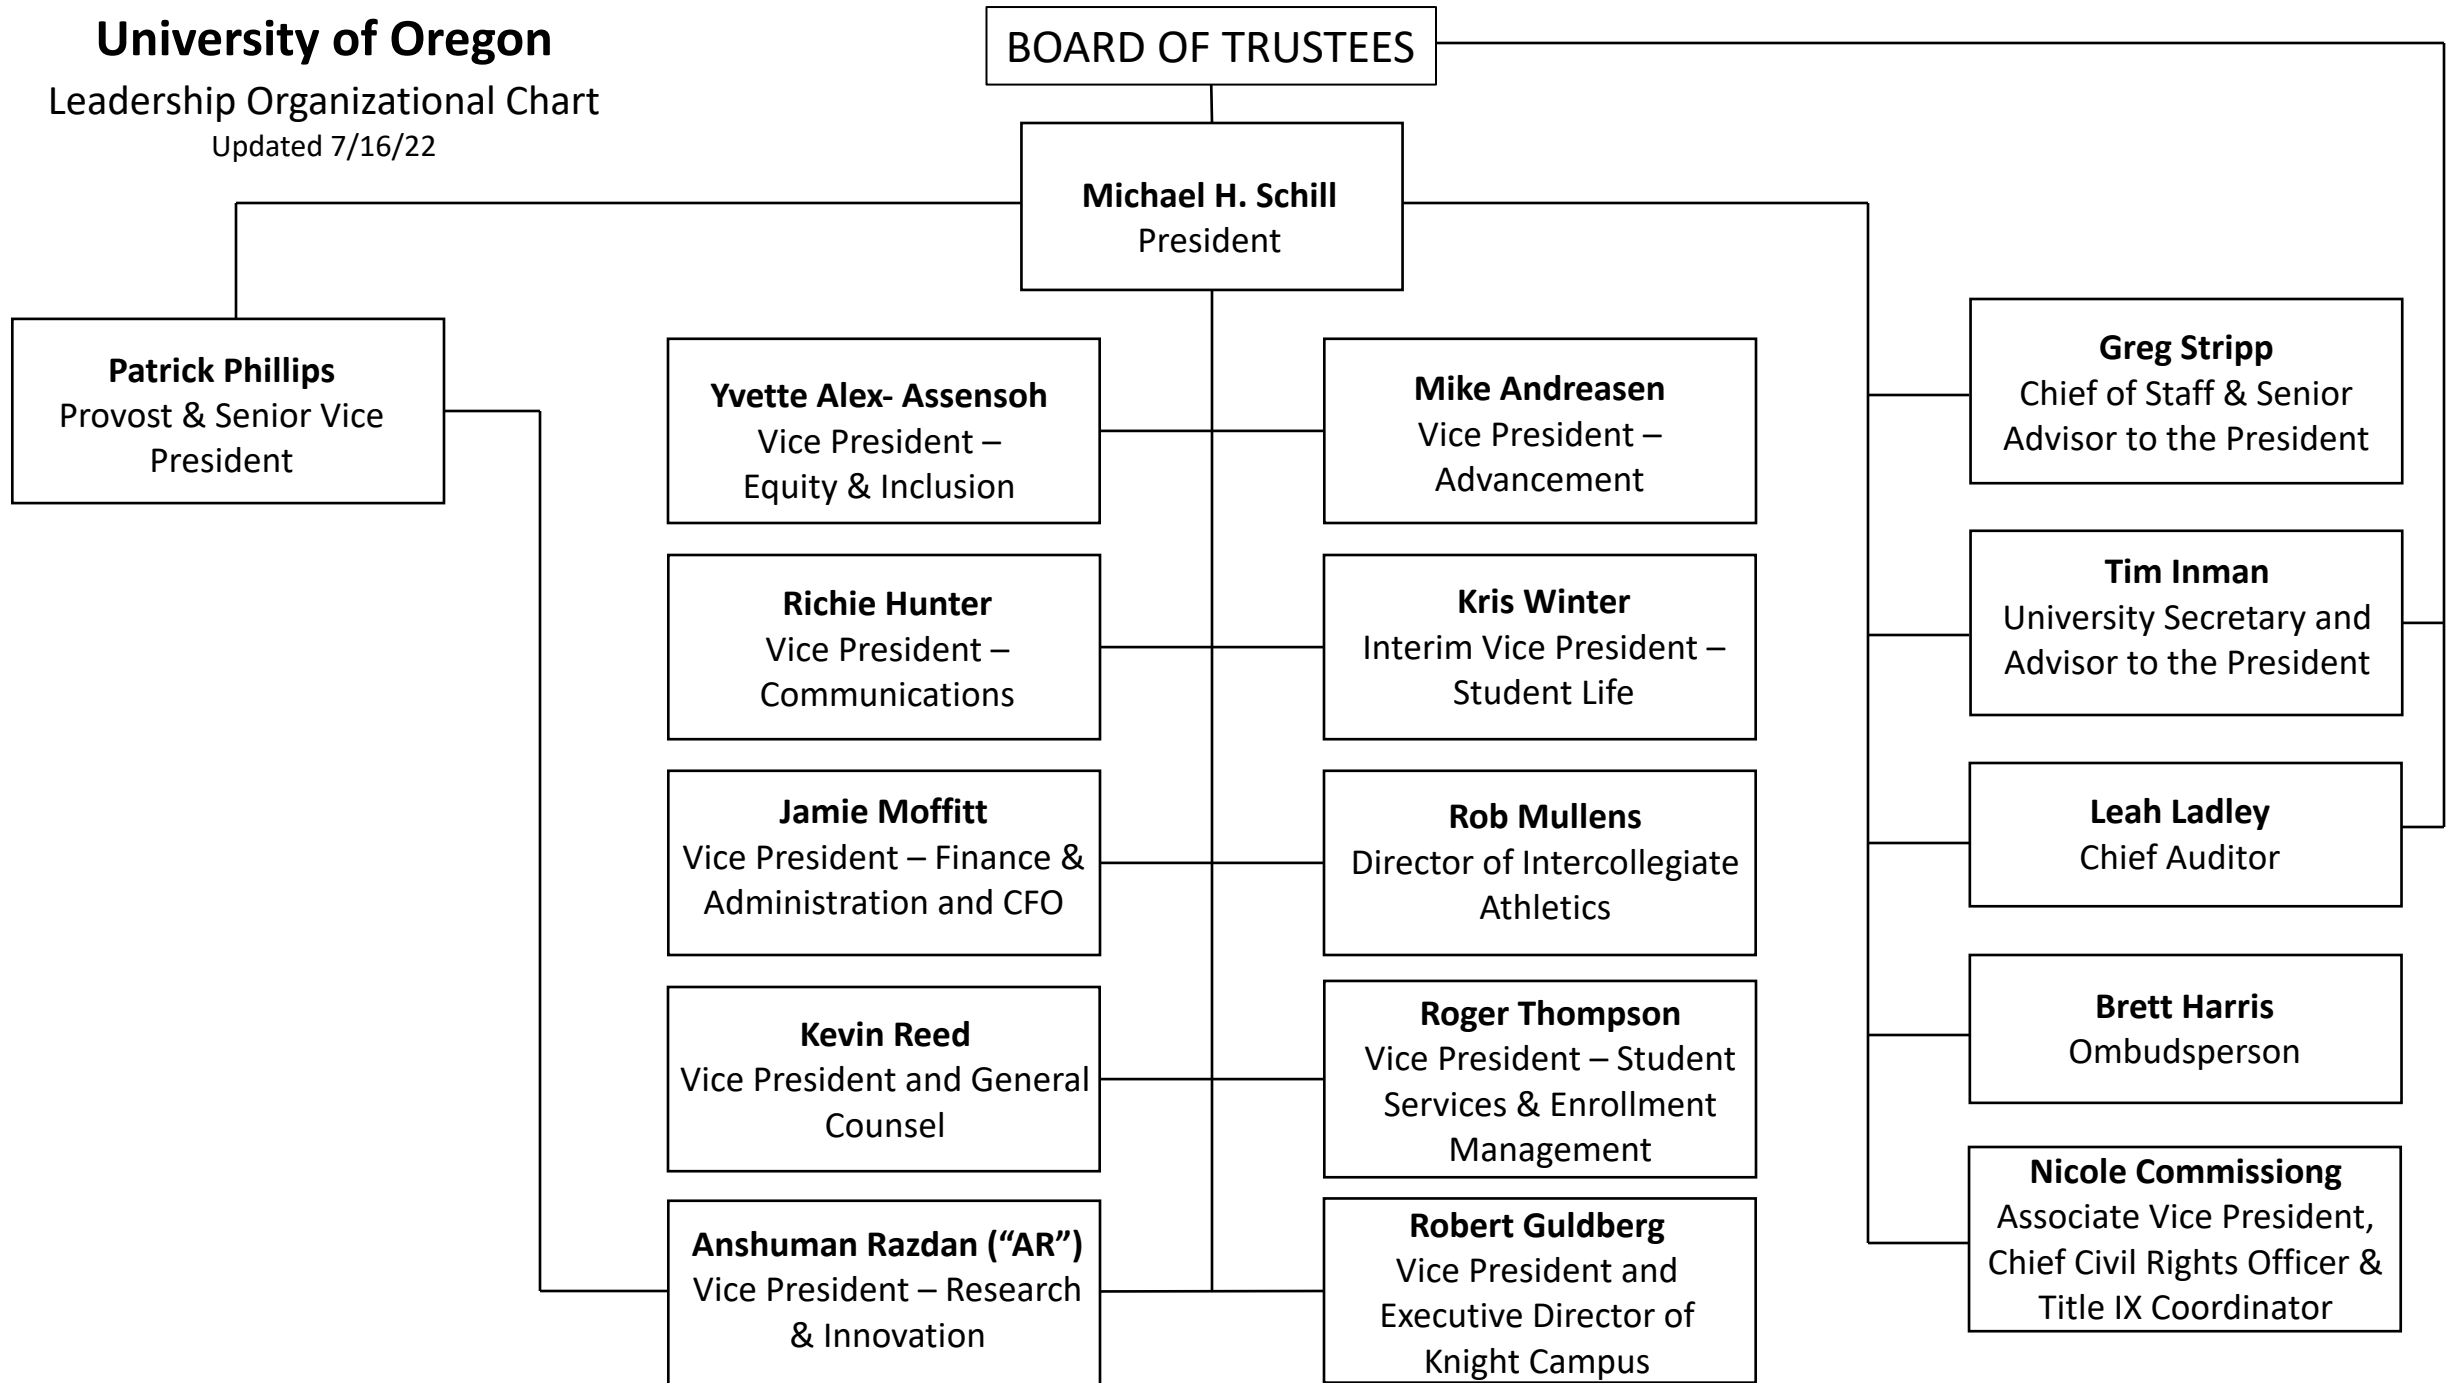 University of Oregon
Leadership Organizational Chart
Updated 7/16/22
BOARD OF TRUSTEES
Michael H. Schill
President
Patrick Phillips
Provost & Senior Vice
President
Yvette Alex- Assensoh
Vice President –
Equity & Inclusion
Mike Andreasen
Vice President –
Advancement
Greg Stripp
Chief of Staff & Senior
Advisor to the President
Richie Hunter
Vice President –
Communications
Kris Winter
Interim Vice President –
Student Life
Tim Inman
University Secretary and
Advisor to the President
Jamie Moffitt
Vice President – Finance &
Administration and CFO
Rob Mullens
Director of Intercollegiate
Athletics
Leah Ladley
Chief Auditor
Kevin Reed
Vice President and General
Counsel
Roger Thompson
Vice President – Student
Services & Enrollment
Management
Brett Harris
Ombudsperson
Anshuman Razdan (“AR”)
Vice President – Research
& Innovation
Robert Guldberg
Vice President and
Executive Director of
Knight Campus
Nicole Commissiong
Associate Vice President,
Chief Civil Rights Officer &
Title IX Coordinator